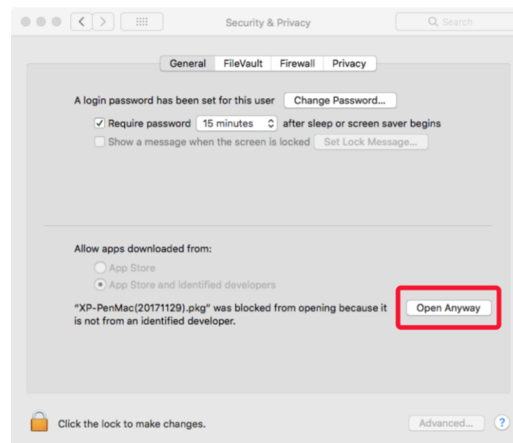 Security & Privacy
Search
General FileVault Firewall Privacy
A login password has been set for this user Change Password...
Require password 15 minutes after sleep or screen saver begins
Show a message when the screen is locked Set Lock Message...
Allow apps downloaded from:
App Store
App Store and identified developers
“XP-PenMac(20171129).pkg” was blocked from opening because it
is not from an identified developer.
Open Anyway
Click the lock to make changes.
Advanced...
?